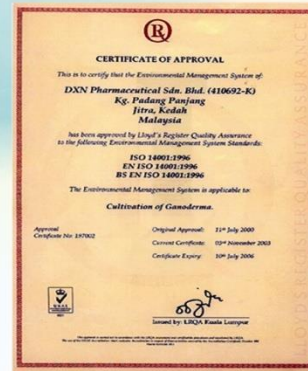 CERTIFICATE OF APPROVAL
This is to certify that the Environmental Management System of:
DXN Pharmaceutical Sdn. Bhd. (410692-K)
Kg. Padang Panjang
Jitra, Kedah
Malaysia
has been approved by Lloyd's Register Quality Assurance
to the following Environmental Management System Standards:
ISO 14001:1996
EN ISO 14001:1996
BS EN ISO 14001:1996
The Environmental Management System is applicable to:
Cultivation of Ganoderma.
Approval
Certificate No: 197002
Original Approval: 11th July 2000
Current Certificate: 03rd November 2003
Certificate Expiry: 10th July 2006
Issued by: LRQA Kuala Lumpur